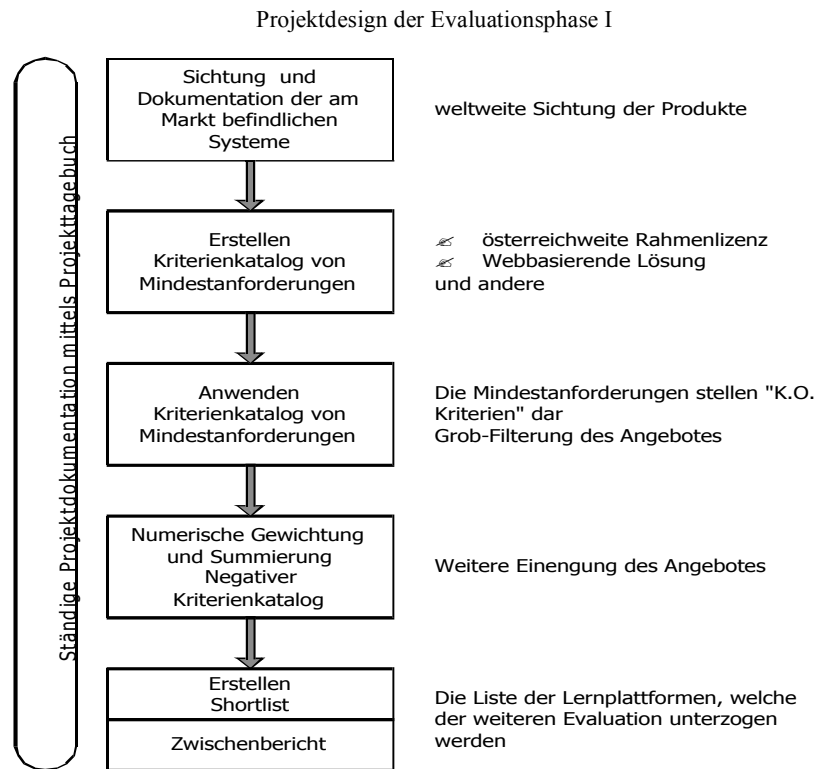 Projektdesign der Evaluationsphase I
Ständige Projektdokumentation mittels Projekttagebuch
Sichtung und
Dokumentation der am
Markt befindlichen
Systeme
weltweite Sichtung der Produkte
Erstellen
Kriterienkatalog von
Mindestanforderungen
österreichweite Rahmenlizenz
Webbasierende Lösung
und andere
Anwenden
Kriterienkatalog von
Mindestanforderungen
Die Mindestanforderungen stellen "K.O.
Kriterien" dar
Grob-Filterung des Angebotes
Numerische Gewichtung
und Summierung
Negativer
Kriterienkatalog
Weitere Einengung des Angebotes
Erstellen
Shortlist
Zwischenbericht
Die Liste der Lernplattformen, welche
der weiteren Evaluation unterzogen
werden